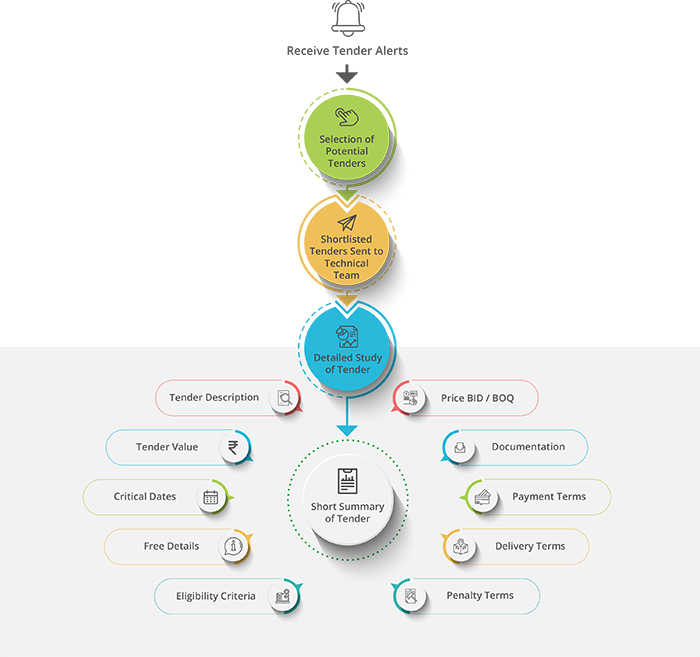 Receive Tender Alerts
Selection of
Potential
Tenders
Shortlisted
Tenders Sent to
Technical
Team
Detailed Study
of Tender
Tender Description
Price BID / BOQ
Tender Value
₹
Documentation
Critical Dates
Short Summary
of Tender
Payment Terms
Free Details
Delivery Terms
Eligibility Criteria
Penalty Terms